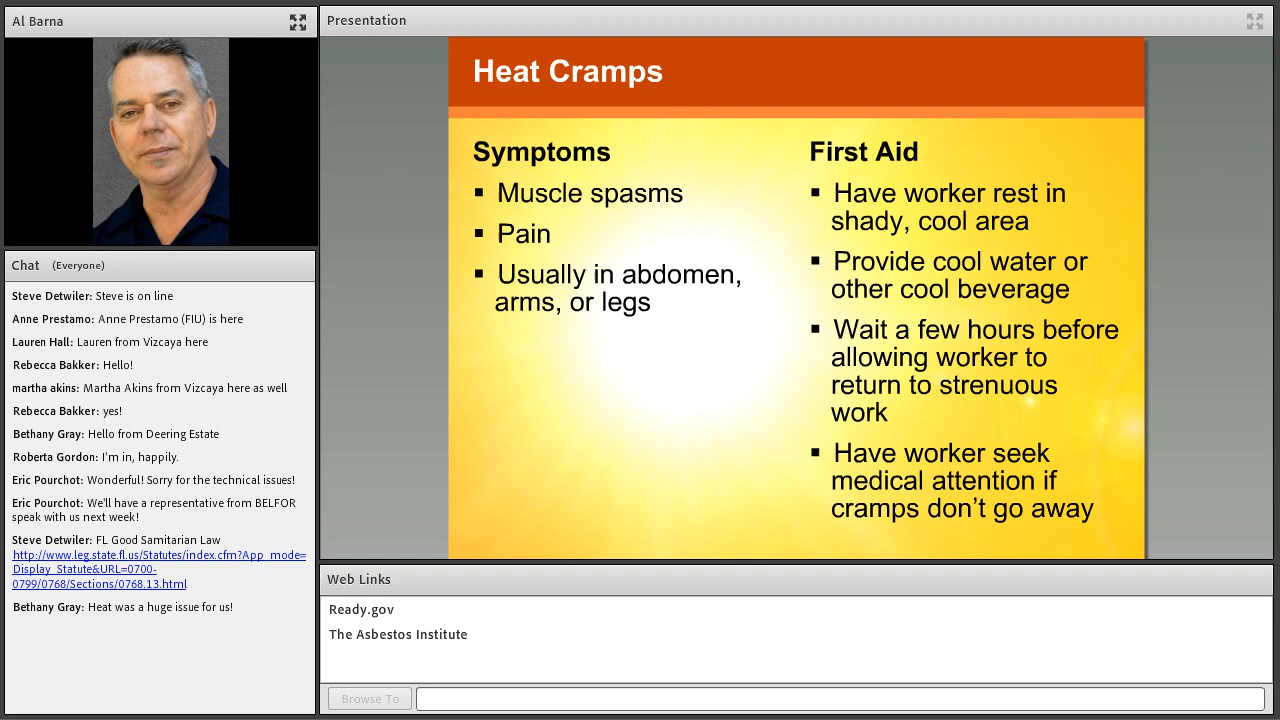 Al Barna
Chat (Everyone)
Steve Detwiler: Steve is on line
Anne Prestamo: Anne Prestamo (FIU) is here
Lauren Hall: Lauren from Vizcaya here
Rebecca Bakker: Hello!
martha akins: Martha Akins from Vizcaya here as well
Rebecca Bakker: yes!
Bethany Gray: Hello from Deering Estate
Roberta Gordon: I'm in, happily.
Eric Pourchot: Wonderful! Sorry for the technical issues!
Eric Pourchot: We'll have a representative from BELFOR
speak with us next week!
Steve Detwiler: FL Good Samitarian Law
http://www.leg.state.fl.us/Statutes/index.cfm?App_mode=
Display_Statute&URL=0700-
0799/0768/Sections/0768.13.html
Bethany Gray: Heat was a huge issue for us!
Presentation
Heat Cramps
Symptoms
▪ Muscle spasms
▪ Pain
▪ Usually in abdomen,
arms, or legs
First Aid
▪ Have worker rest in
shady, cool area
▪ Provide cool water or
other cool beverage
▪ Wait a few hours before
allowing worker to
return to strenuous
work
▪ Have worker seek
medical attention if
cramps don’t go away
Web Links
Ready.gov
The Asbestos Institute
Browse To